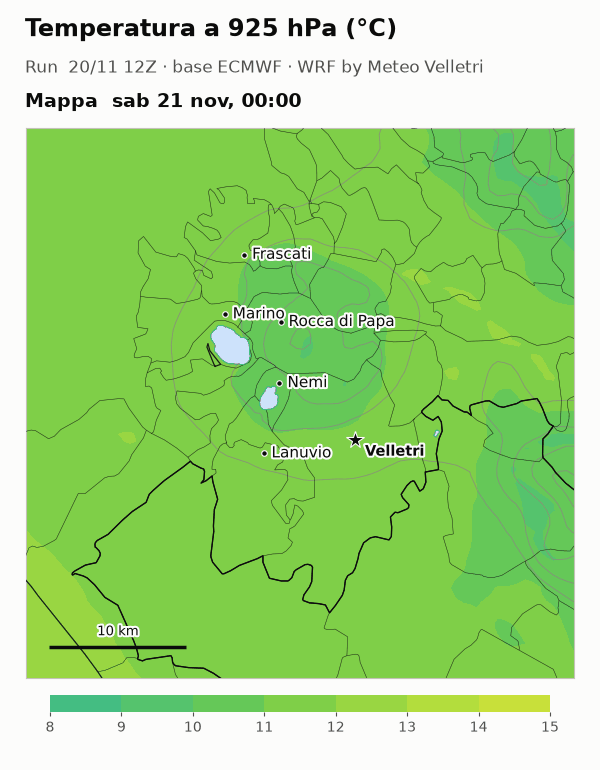 Temperatura a 925 hPa (°C)
Run  20/11 12Z · base ECMWF · WRF by Meteo Velletri
Mappa  sab 21 nov, 00:00
Frascati
Marino
Rocca di Papa
Nemi
Velletri
Lanuvio
10 km
8 9 10 11 12 13 14 15